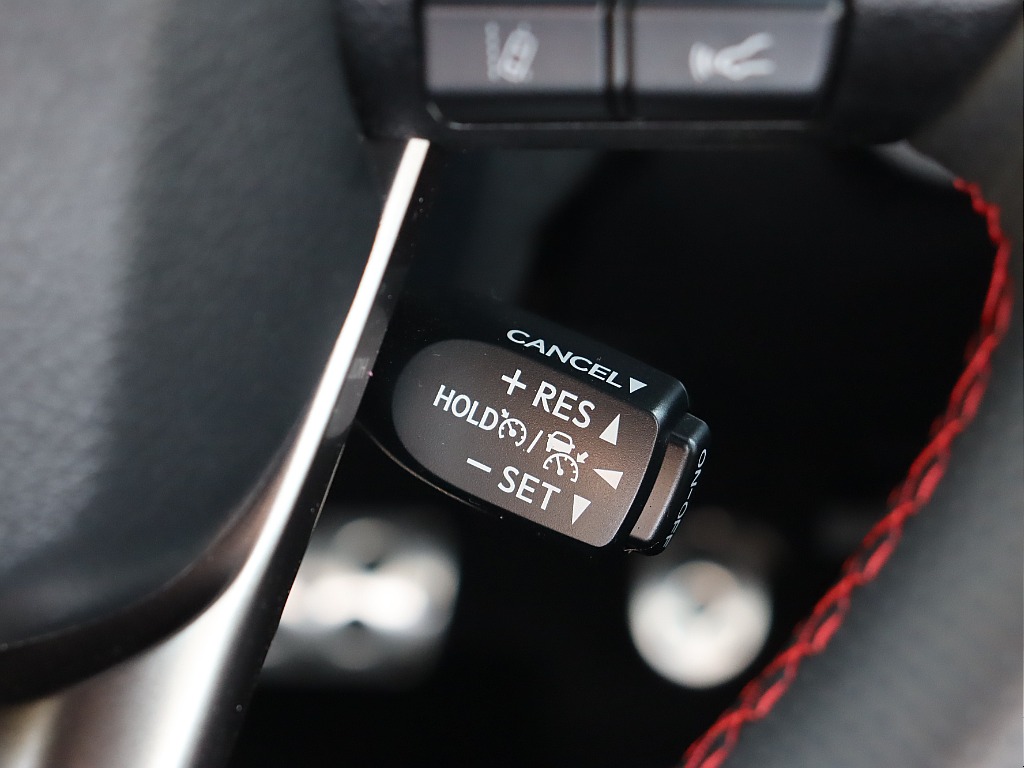 CANCEL
+ RES
HOLD /
- SET
ON-OFF